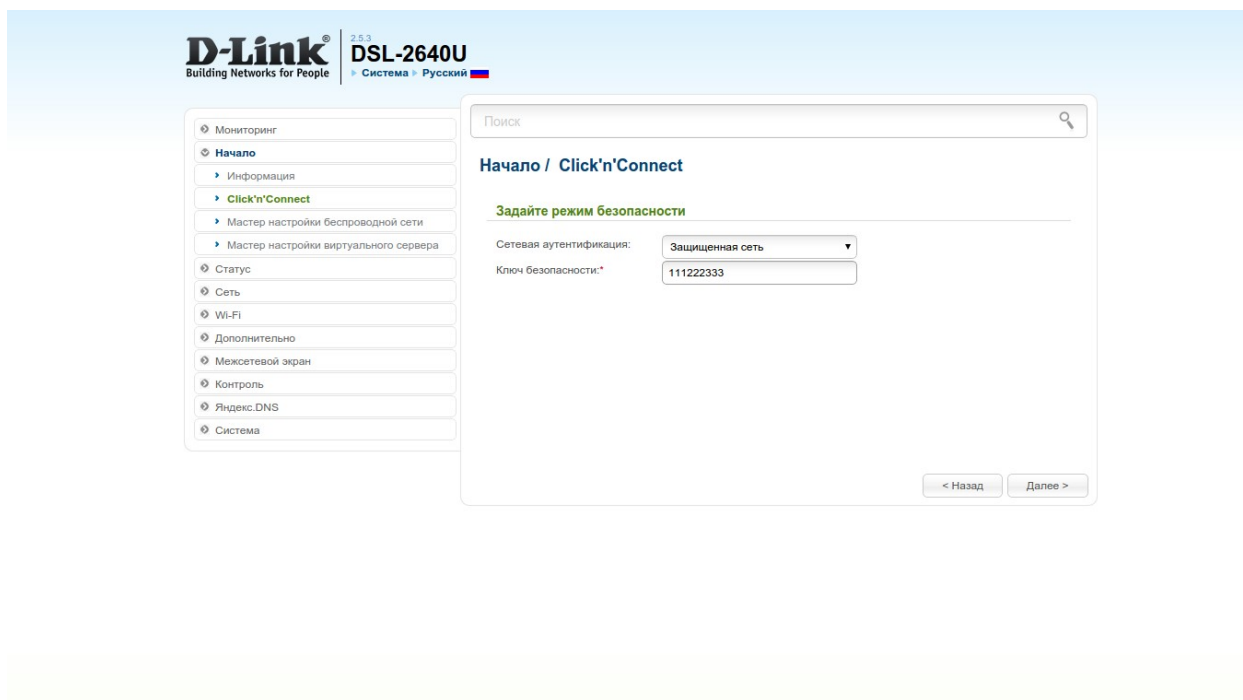 D-Link®
Building Networks for People
2.5.3
DSL-2640U
Система Русский
Мониторинг
Начало
Информация
Click'n'Connect
Мастер настройки беспроводной сети
Мастер настройки виртуального сервера
Статус
Сеть
Wi-Fi
Дополнительно
Межсетевой экран
Контроль
Яндекс.DNS
Система
Поиск
Начало / Click'n'Connect
Задайте режим безопасности
Сетевая аутентификация: Защищенная сеть
Ключ безопасности:* 111222333
< Назад Далее >